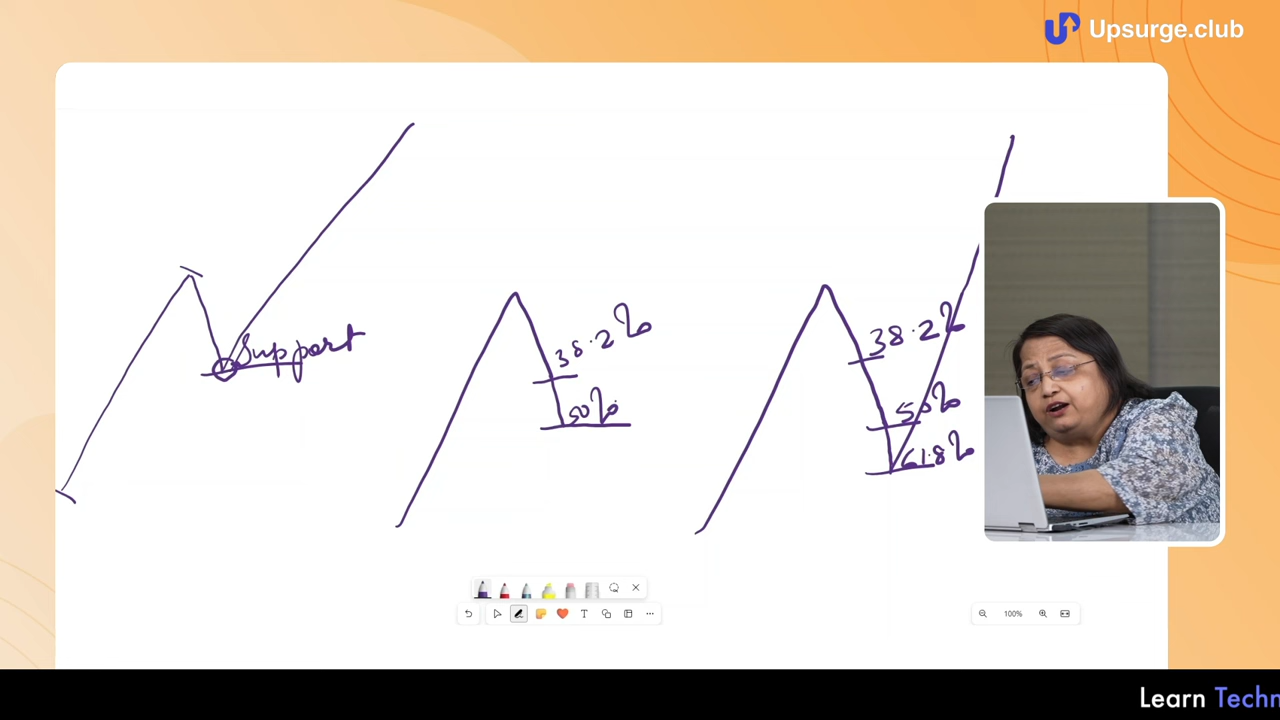 Upsurge.club
Support
38.2%
50%
38.2%
50%
61.8%
100%
Learn Techn